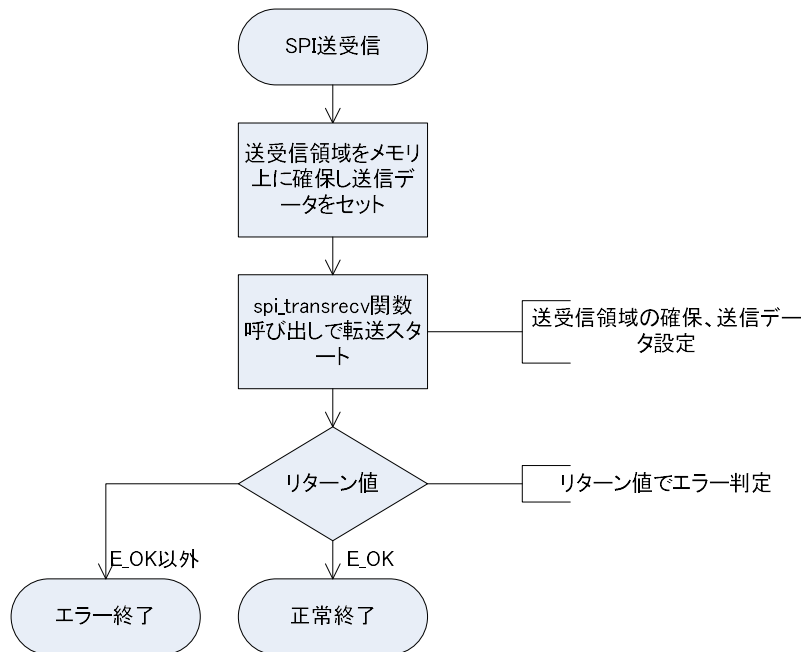 SPI送受信
送受信領域をメモリ
上に確保し送信デ
ータをセット
spi_transrecv関数
呼び出しで転送スタ
ート
送受信領域の確保、送信デー
タ設定
リターン値
リターン値でエラー判定
E_OK以外
E_OK
エラー終了
正常終了